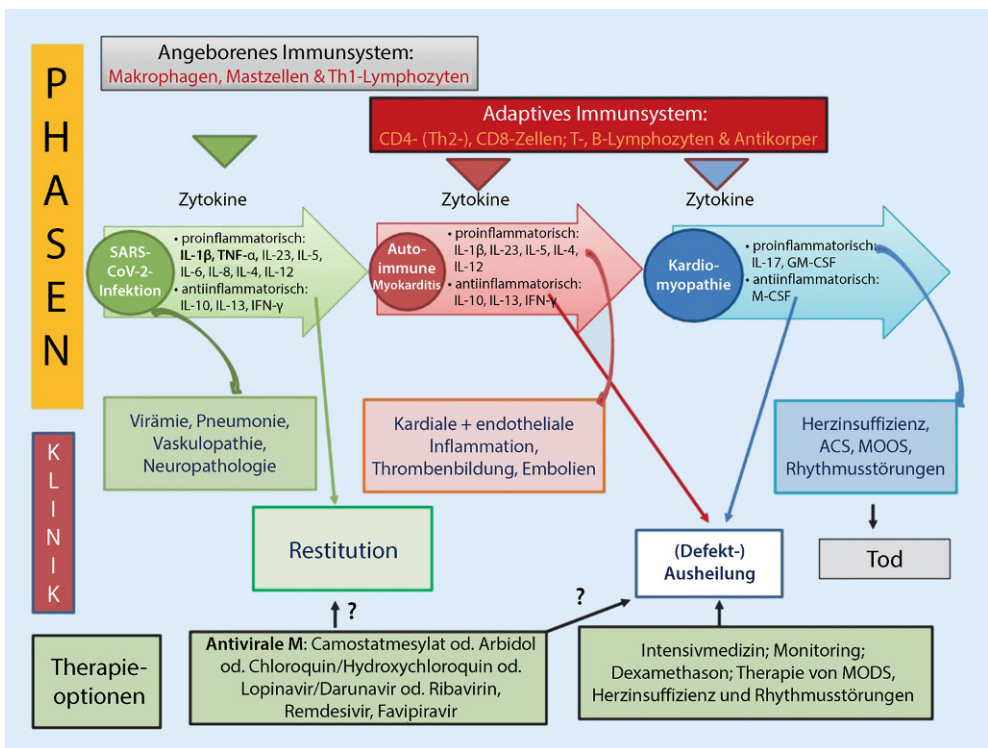 PHASEN
Angeborenes Immunsystem:
Makrophagen, Mastzellen & Th1-Lymphozyten
Adaptives Immunsystem:
CD4- (Th2-), CD8-Zellen; T-, B-Lymphozyten & Antikorper
Zytokine
SARS-
CoV-2-
Infektion
• proinflammatorisch:
IL-1β, TNF-α, IL-23, IL-5,
IL-6, IL-8, IL-4, IL-12
• antiinflammatorisch:
IL-10, IL-13, IFN-γ
Zytokine
Auto-
immune
Myokarditis
• proinflammatorisch:
IL-1β, IL-23, IL-5, IL-4,
IL-12
• antiinflammatorisch:
IL-10, IL-13, IFN-γ
Zytokine
Kardio-
myopathie
• proinflammatorisch:
IL-17, GM-CSF
• antiinflammatorisch:
M-CSF
KLINIK
Virämie, Pneumonie,
Vaskulopathie,
Neuropathologie
Kardiale + endotheliale
Inflammation,
Thrombenbildung, Embolien
Herzinsuffizienz,
ACS, MOOS,
Rhythmusstörungen
Restitution
(Defekt-)
Ausheilung
Tod
?
?
Therapie-
optionen
Antivirale M: Camostatmesylat od. Arbidol
od. Chloroquin/Hydroxychloroquin od.
Lopinavir/Darunavir od. Ribavirin,
Remdesivir, Favipiravir
Intensivmedizin; Monitoring;
Dexamethason; Therapie von MODS,
Herzinsuffizienz und Rhythmusstörungen